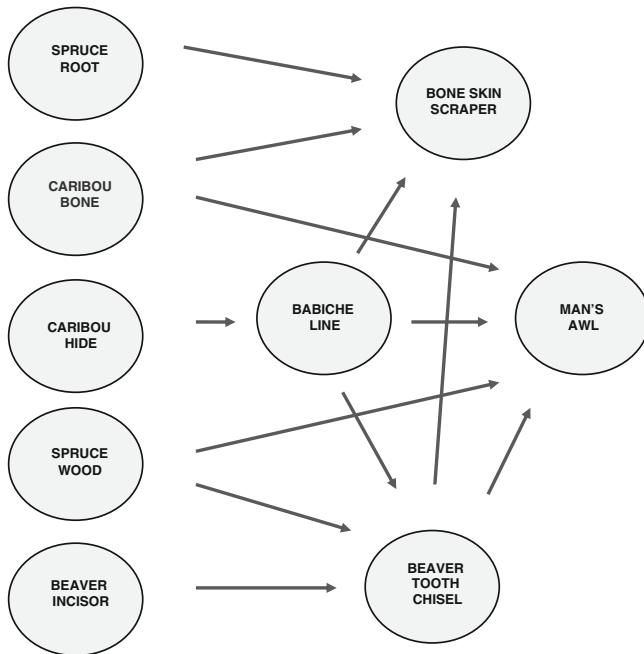 SPRUCE
ROOT
BONE SKIN
SCRAPER
CARIBOU
BONE
CARIBOU
HIDE
BABICHE
LINE
MAN'S
AWL
SPRUCE
WOOD
BEAVER
INCISOR
BEAVER
TOOTH
CHISEL